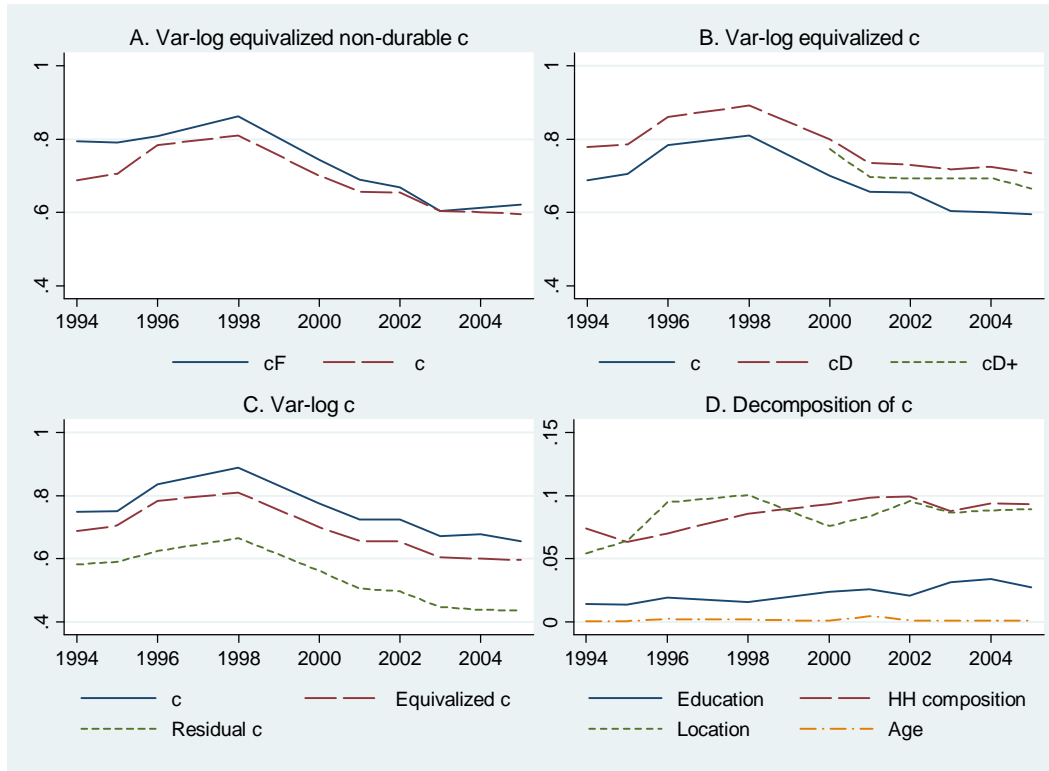 A. Var-log equivalized non-durable c
1
.8
.6
.4
1994 1996 1998 2000 2002 2004
cF c
B. Var-log equivalized c
1
.8
.6
.4
1994 1996 1998 2000 2002 2004
c cD cD+
C. Var-log c
1
.8
.6
.4
1994 1996 1998 2000 2002 2004
c Equivalized c
Residual c
D. Decomposition of c
.15
.1
.05
0
1994 1996 1998 2000 2002 2004
Education HH composition
Location Age